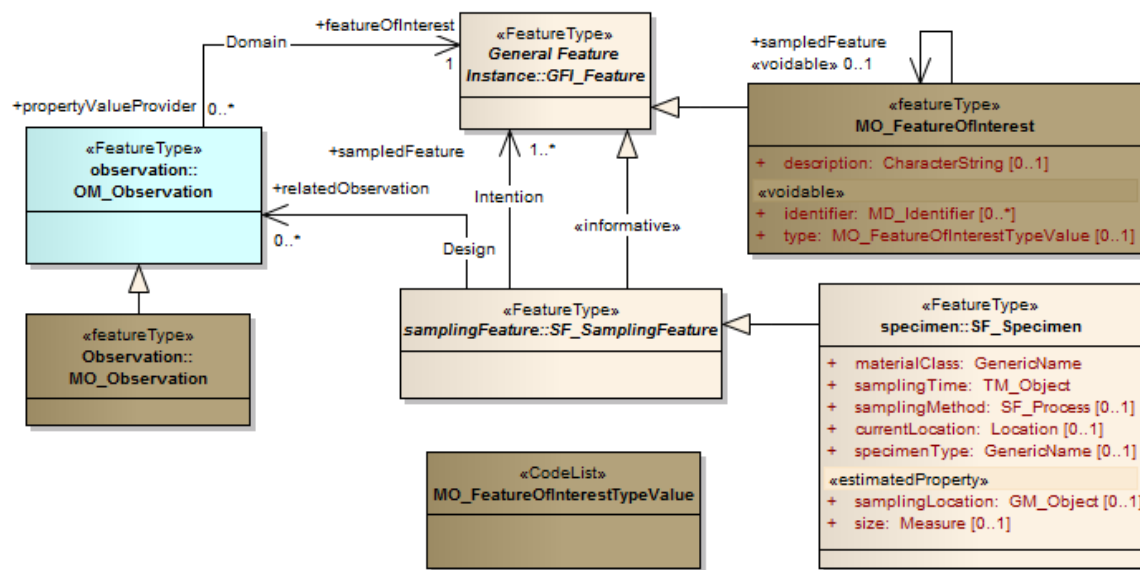 +featureOfInterest
Domain
1
+propertyValueProvider
0..*
«FeatureType»
General Feature
Instance::GFI_Feature
+sampledFeature
«voidable» 0..1
«featureType»
MO_FeatureOfInterest
+ description: CharacterString [0..1]
«voidable»
+ identifier: MD_Identifier [0..*]
+ type: MO_FeatureOfInterestTypeValue [0..1]
«FeatureType»
observation::
OM_Observation
+sampledFeature
1..*
+relatedObservation
0..*
Intention
«informative»
Design
«featureType»
Observation::
MO_Observation
«FeatureType»
samplingFeature::SF_SamplingFeature
«FeatureType»
specimen::SF_Specimen
+ materialClass: GenericName
+ samplingTime: TM_Object
+ samplingMethod: SF_Process [0..1]
+ currentLocation: Location [0..1]
+ specimenType: GenericName [0..1]
«estimatedProperty»
+ samplingLocation: GM_Object [0..1]
+ size: Measure [0..1]
«CodeList»
MO_FeatureOfInterestTypeValue